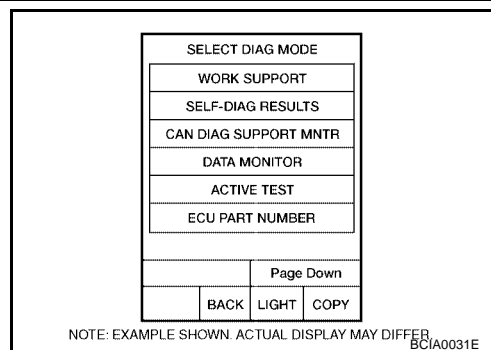 SELECT DIAG MODE
WORK SUPPORT
SELF-DIAG RESULTS
CAN DIAG SUPPORT MNTR
DATA MONITOR
ACTIVE TEST
ECU PART NUMBER
Page Down
BACK LIGHT COPY
NOTE: EXAMPLE SHOWN. ACTUAL DISPLAY MAY DIFFER.
BCIA0031E